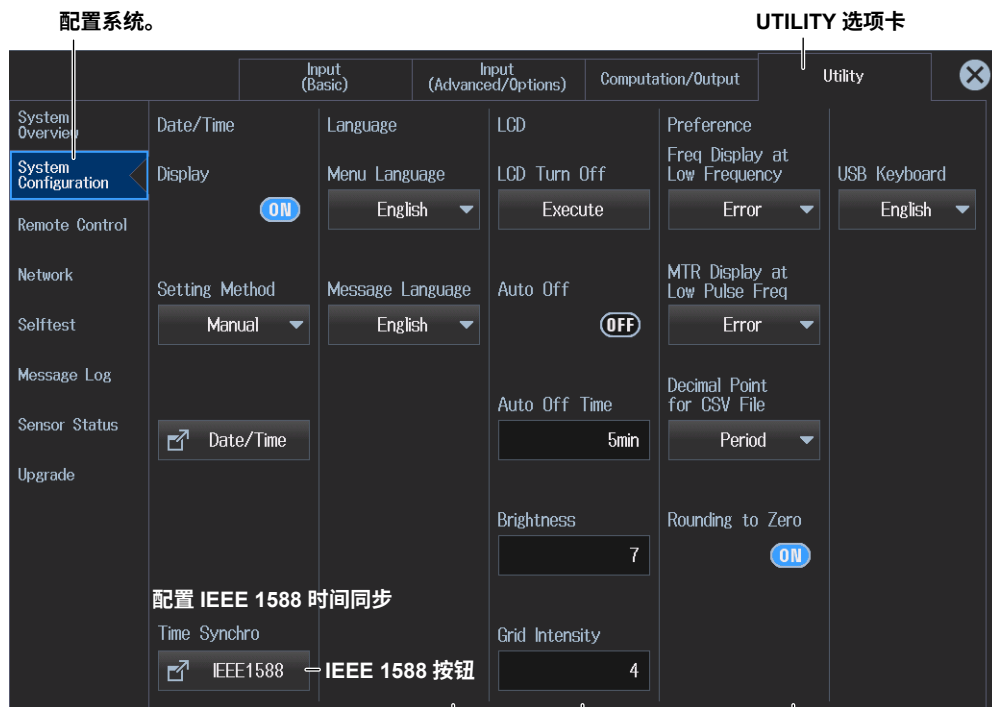 配置系统。
UTILITY 选项卡
Input
(Basic)
Input
(Advanced/Options)
Computation/Output
Utility
System
Overview
System
Configuration
Remote Control
Network
Selftest
Message Log
Sensor Status
Upgrade
Date/Time
Display
ON
Setting Method
Manual
Date/Time
配置 IEEE 1588 时间同步
Time Synchro
IEEE1588
IEEE 1588 按钮
Language
Menu Language
English
Message Language
English
LCD
LCD Turn Off
Execute
Auto Off
OFF
Auto Off Time
5min
Brightness
7
Grid Intensity
4
Preference
Freq Display at
Low Frequency
Error
MTR Display at
Low Pulse Freq
Error
Decimal Point
for CSV File
Period
Rounding to Zero
ON
USB Keyboard
English